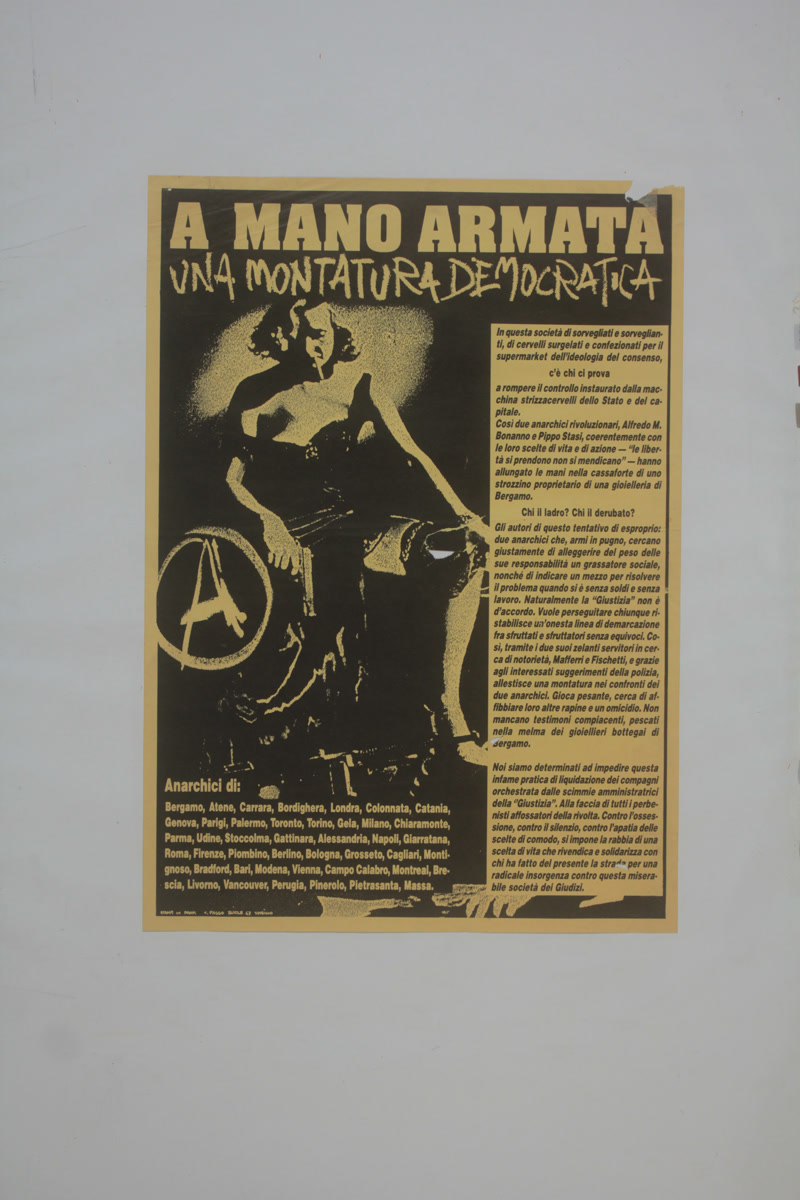 A MANO ARMATA
UNA MONTATURA DEMOCRATICA
In questa società di sorvegliati e sorveglian-
ti, di cervelli surgelati e confezionati per il
supermarket dell'ideologia del consenso,
c'è chi ci prova
a rompere il controllo instaurato dalla mac-
china strizzacervelli dello Stato e del ca-
pitale.
Così due anarchici rivoluzionari, Alfredo M.
Bonanno e Pippo Stasi, coerentemente con
le loro scelte di vita e di azione — "le liber-
tà si prendono non si mendicano" — hanno
allungato le mani nella cassaforte di uno
strozzino proprietario di una gioielleria di
Bergamo.
Chi il ladro? Chi il derubato?
Gli autori di questo tentativo di esproprio:
due anarchici che, armi in pugno, cercano
giustamente di alleggerire del peso delle
sue responsabilità un grassatore sociale,
nonché di indicare un mezzo per risolvere
il problema quando si è senza soldi e senza
lavoro. Naturalmente la "Giustizia" non è
d'accordo. Vuole perseguitare chiunque ri-
stabilisce un'onesta linea di demarcazione
fra sfruttati e sfruttatori senza equivoci. Co-
sì, tramite i due suoi zelanti servitori in cer-
ca di notorietà, Mafferri e Fischetti, e grazie
agli interessati suggerimenti della polizia,
allestisce una montatura nei confronti dei
due anarchici. Gioca pesante, cerca di af-
fibbiare loro altre rapine e un omicidio. Non
mancano testimoni compiacenti, pescati
nella melma dei gioiellieri bottegai di
Bergamo.
Noi siamo determinati ad impedire questa
infame pratica di liquidazione dei compagni
orchestrata dalle scimmie amministratrici
della "Giustizia". Alla faccia di tutti i perbe-
nisti affossatori della rivolta. Contro l'osses-
sione, contro il silenzio, contro l'apatia delle
scelte di comodo, si impone la rabbia di una
scelta di vita che rivendica e solidarizza con
chi ha fatto del presente la strada per una
radicale insorgenza contro questa misera-
bile società dei Giudizi.
Anarchici di:
Bergamo, Atene, Carrara, Bordighera, Londra, Colonnata, Catania,
Genova, Parigi, Palermo, Toronto, Torino, Gela, Milano, Chiaramonte,
Parma, Udine, Stoccolma, Gattinara, Alessandria, Napoli, Giarratana,
Roma, Firenze, Piombino, Berlino, Bologna, Grosseto, Cagliari, Monti-
gnoso, Bradford, Bari, Modena, Vienna, Campo Calabro, Montreal, Bre-
scia, Livorno, Vancouver, Perugia, Pinerolo, Pietrasanta, Massa.